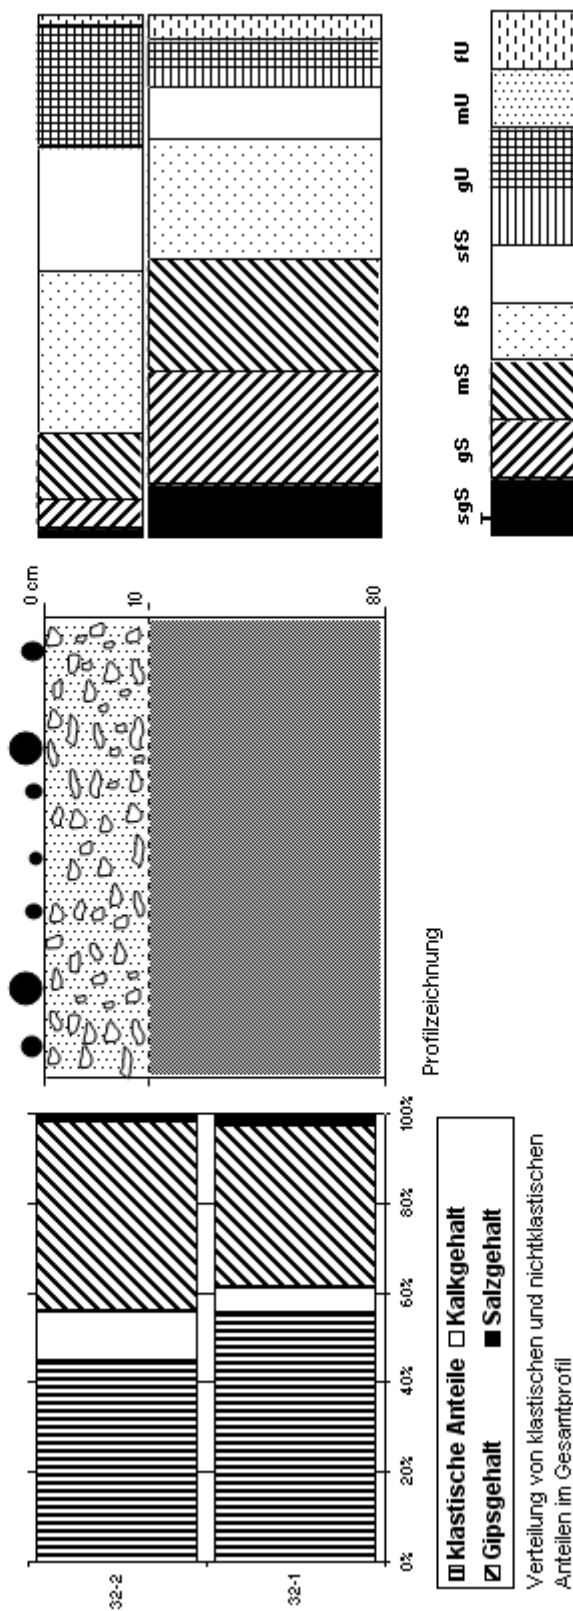 32-2
32-1
0%
20%
40%
60%
80%
100%
klastische Anteile Kalkgehalt
Gipsgehalt Salzgehalt
Verteilung von klastischen und nichtklastischen
Anteilen im Gesamtprofil
0 cm
10
80
Profilzeichnung
sgS gS mS fS sfS gU mU fU